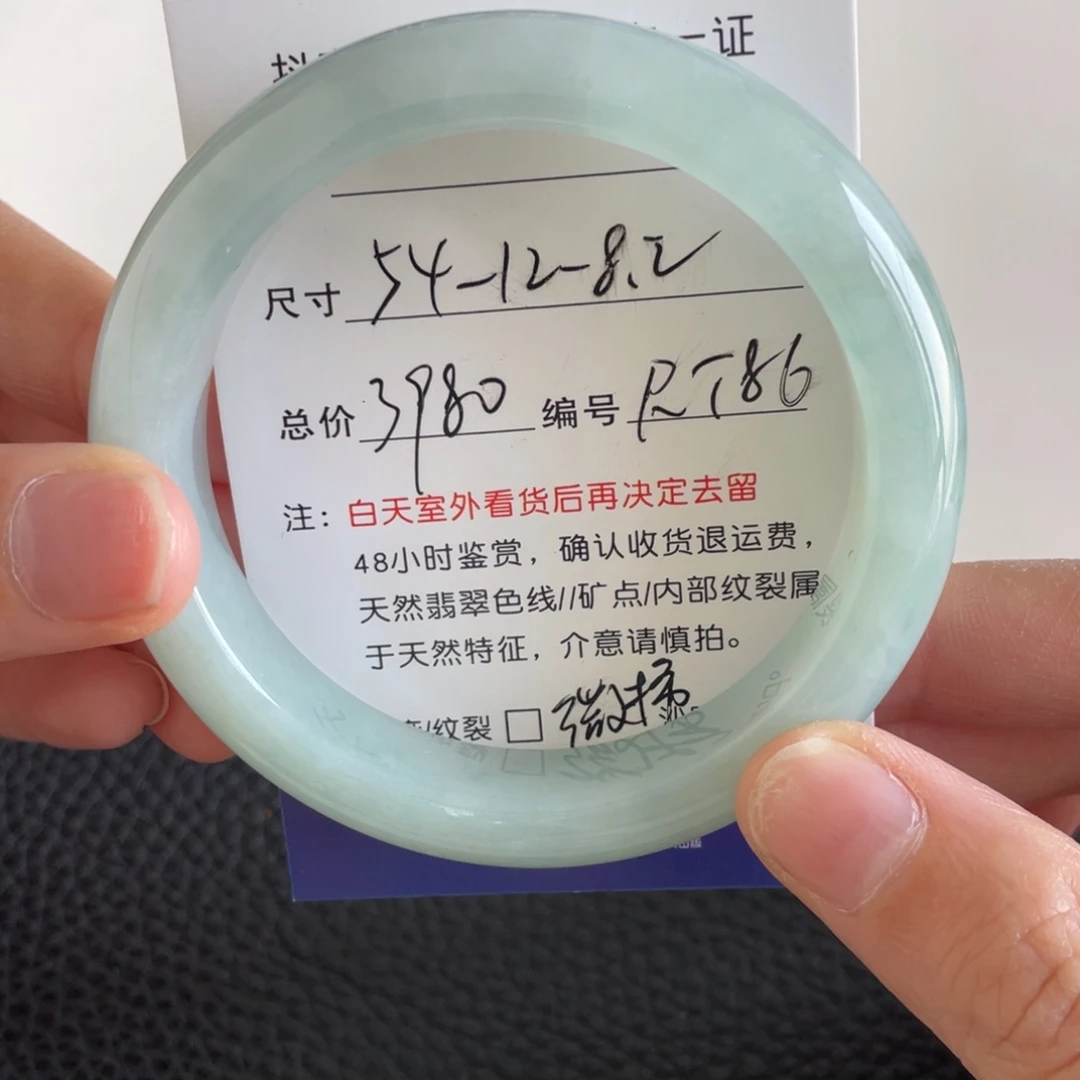 一证
尺寸 54-12-8.2
总价 3980 编号 RT86
注：白天室外看货后再决定去留
48小时鉴赏，确认收货退运费，
天然翡翠色线//矿点/内部纹裂属
于天然特征，介意请慎拍。
/纹裂 □